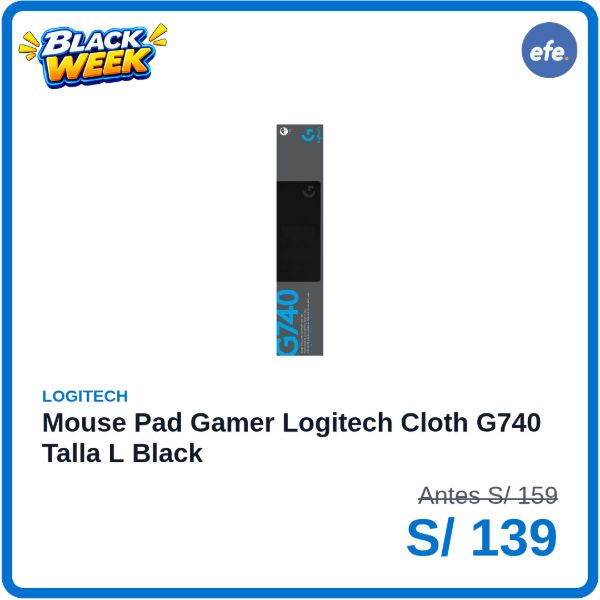 BLACK
WEEK
efe.
G740
LOGITECH
Mouse Pad Gamer Logitech Cloth G740
Talla L Black
Antes S/ 159
S/ 139